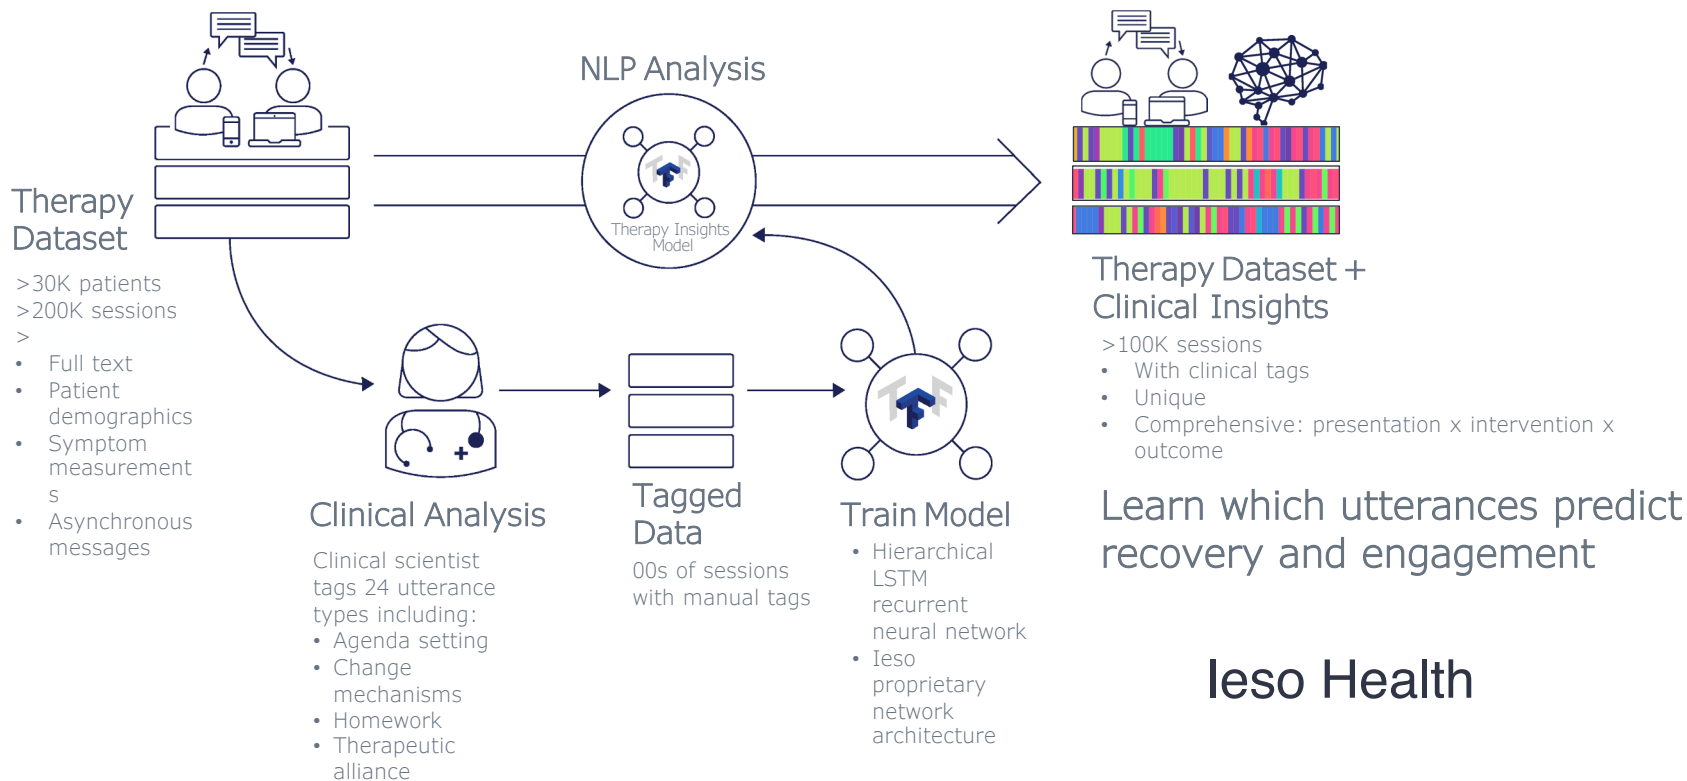 NLP Analysis
Therapy Insights
Model
Therapy
Dataset
>30K patients
>200K sessions
>
• Full text
• Patient
demographics
• Symptom
measurement
s
• Asynchronous
messages
Clinical Analysis
Clinical scientist
tags 24 utterance
types including:
• Agenda setting
• Change
mechanisms
• Homework
• Therapeutic
alliance
Tagged
Data
00s of sessions
with manual tags
Train Model
• Hierarchical
LSTM
recurrent
neural network
• Ieso
proprietary
network
architecture
Therapy Dataset +
Clinical Insights
>100K sessions
• With clinical tags
• Unique
• Comprehensive: presentation x intervention x
outcome
Learn which utterances predict
recovery and engagement
Ieso Health